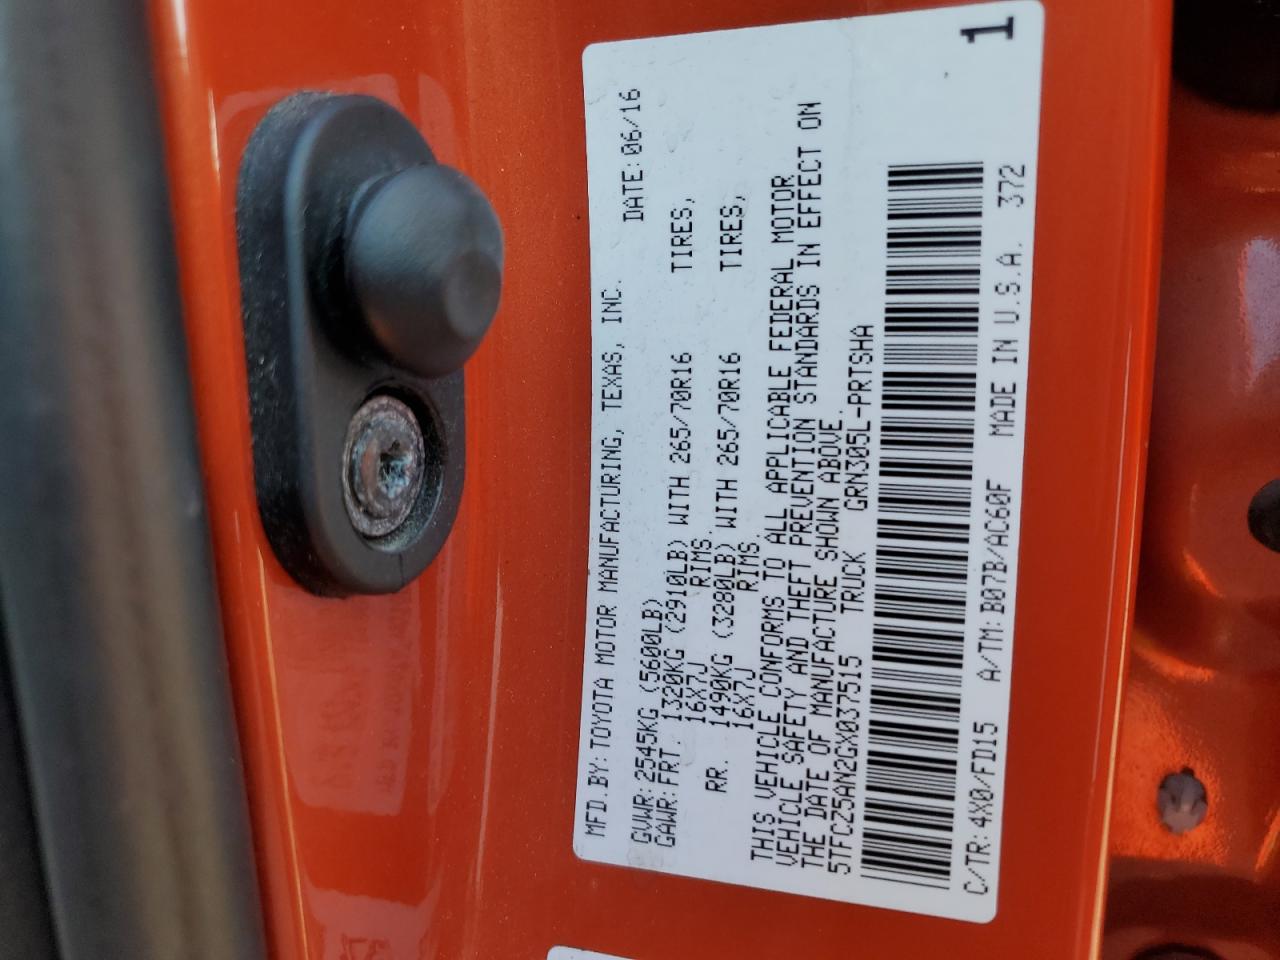 1
MFD.BY:TOYOTA MOTOR MANUFACTURING, TEXAS, INC.
DATE:06/16
GVWR:2545KG (5600LB)
GAWR:FRT. 1320KG (2910LB) WITH 265/70R16 TIRES,
16X7J RIMS.
RR. 1490KG (3280LB) WITH 265/70R16 TIRES,
16X7J RIMS.
THIS VEHICLE CONFORMS TO ALL APPLICABLE FEDERAL MOTOR
VEHICLE SAFETY AND THEFT PREVENTION STANDARDS IN EFFECT ON
THE DATE OF MANUFACTURE SHOWN ABOVE.
5TFCZ5AN2GX037515 TRUCK GRN305L-PRTSHA
C/TR:4X0/FD15 A/TM:B07B/AC60F MADE IN U.S.A. 372